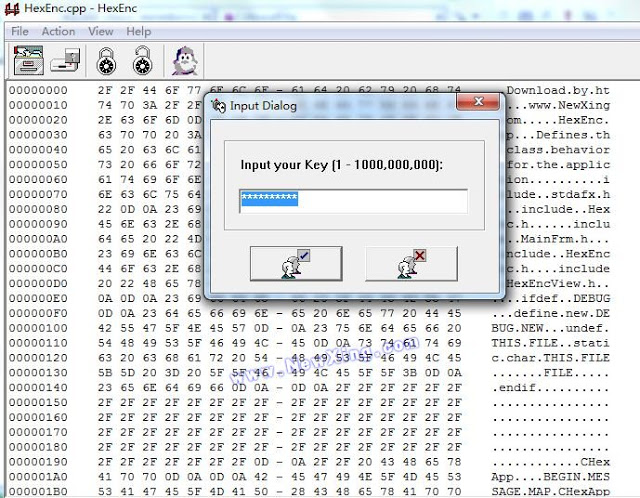 HexEnc.cpp - HexEnc
File Action View Help
00000000 2F 2F 44 6F 77 6E 6C 6F - 61 64 20 62 79 20 68 74 ..Download.by.ht
00000010 74 70 3A 2F 2F www.NewXing
00000020 2E 63 6F 6D 0D om.....HexEnc.
00000030 63 70 70 20 3A Defines.th
00000040 65 20 63 6C 61 class.behavior
00000050 73 20 66 6F 72 for.the.applic
00000060 61 74 69 6F 6E ..........i
00000070 6E 63 6C 75 64 lude..stdafx.h
00000080 22 0D 0A 23 69 include..Hex
00000090 45 6E 63 2E 68 c.h....inclu
000000A0 64 65 20 22 4D MainFrm.h...
000000B0 23 69 6E 63 6C nclude..HexEnc
000000C0 44 6F 63 2E 68 include
000000D0 20 22 48 65 78 HexEncView.h..
000000E0 0A 0D 0A 23 69 ifdef..DEBUG
000000F0 0D 0A 23 64 65 66 69 6E - 65 20 6E 65 77 20 44 45 ...define.new.DE
00000100 42 55 47 5F 4E 45 57 0D - 0A 23 75 6E 64 65 66 20 BUG.NEW...undef.
00000110 54 48 49 53 5F 46 49 4C - 45 0D 0A 73 74 61 74 69 THIS.FILE..stati
00000120 63 20 63 68 61 72 20 54 - 48 49 53 5F 46 49 4C 45 c.char.THIS.FILE
00000130 5B 5D 20 3D 20 5F 5F 46 - 49 4C 45 5F 5F 3B 0D 0A .......FILE.....
00000140 23 65 6E 64 69 66 0D 0A - 0D 0A 2F 2F 2F 2F 2F 2F .endif..........
00000150 2F 2F 2F 2F 2F 2F 2F 2F - 2F 2F 2F 2F 2F 2F 2F 2F ................
00000160 2F 2F 2F 2F 2F 2F 2F 2F - 2F 2F 2F 2F 2F 2F 2F 2F ................
00000170 2F 2F 2F 2F 2F 2F 2F 2F - 2F 2F 2F 2F 2F 2F 2F 2F ................
00000180 2F 2F 2F 2F 2F 2F 2F 2F - 2F 2F 2F 2F 2F 2F 2F 2F ................
00000190 2F 2F 2F 2F 2F 2F 0D 0A - 2F 2F 20 43 48 65 78 ...........CHex
000001A0 41 70 70 0D 0A 0D 0A 42 - 45 47 49 4E 5F 4D 45 53 App....BEGIN.MES
000001B0 53 41 47 45 5F 4D 41 50 - 28 43 48 65 78 41 70 70 SAGE.MAP.CHexApp
Input Dialog
Input your Key (1 - 1000,000,000):
**********
www.NewXing.com